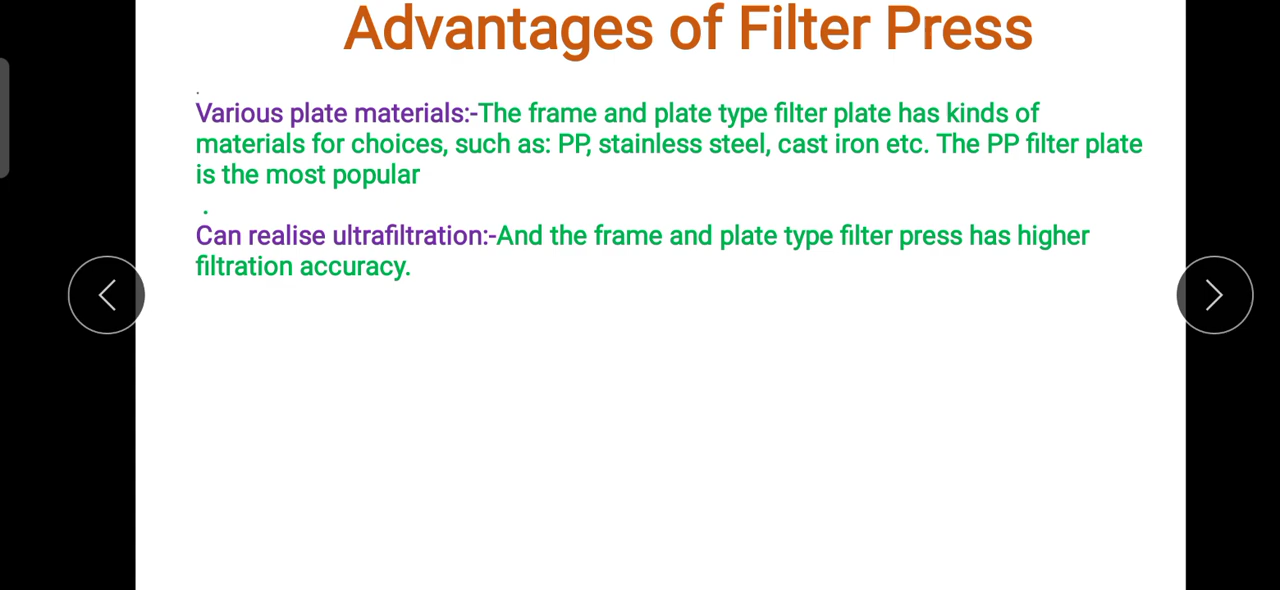 Advantages of Filter Press
.
Various plate materials:-The frame and plate type filter plate has kinds of
materials for choices, such as: PP, stainless steel, cast iron etc. The PP filter plate
is the most popular
.
Can realise ultrafiltration:-And the frame and plate type filter press has higher
filtration accuracy.